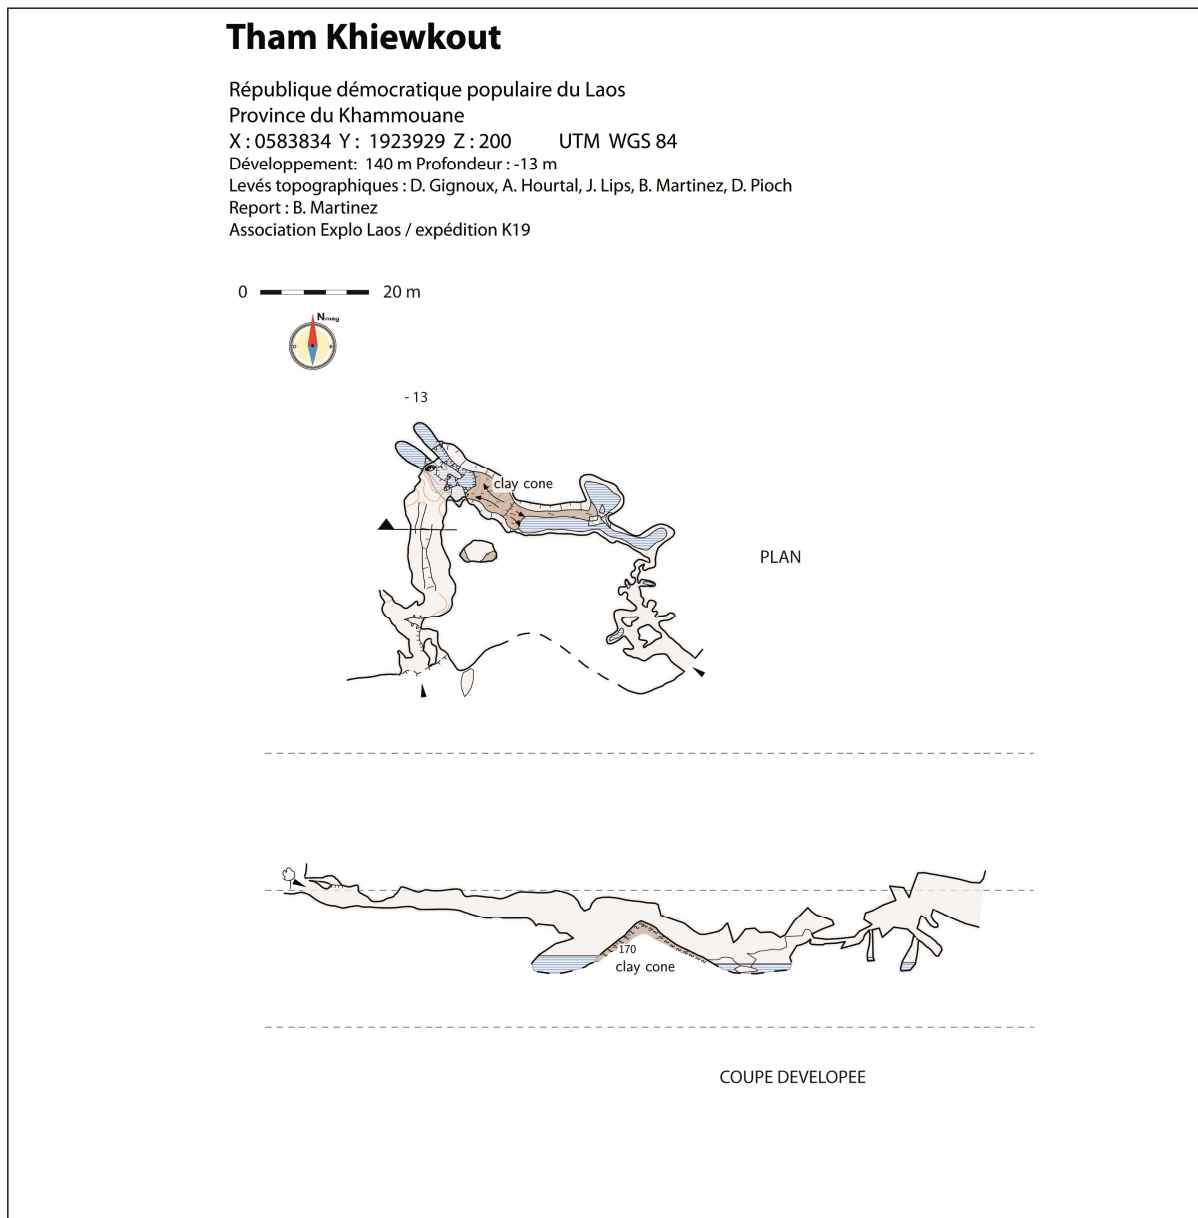 Tham Khiewkout
République démocratique populaire du Laos
Province du Khammouane
X : 0583834 Y : 1923929 Z : 200 UTM WGS 84
Développement: 140 m Profondeur : -13 m
Levés topographiques : D. Gignoux, A. Hourtal, J. Lips, B. Martinez, D. Pioch
Report : B. Martinez
Association Explo Laos / expédition K19
0 20 m
Nmag
- 13
clay cone
PLAN
170
clay cone
COUPE DEVELOPEE